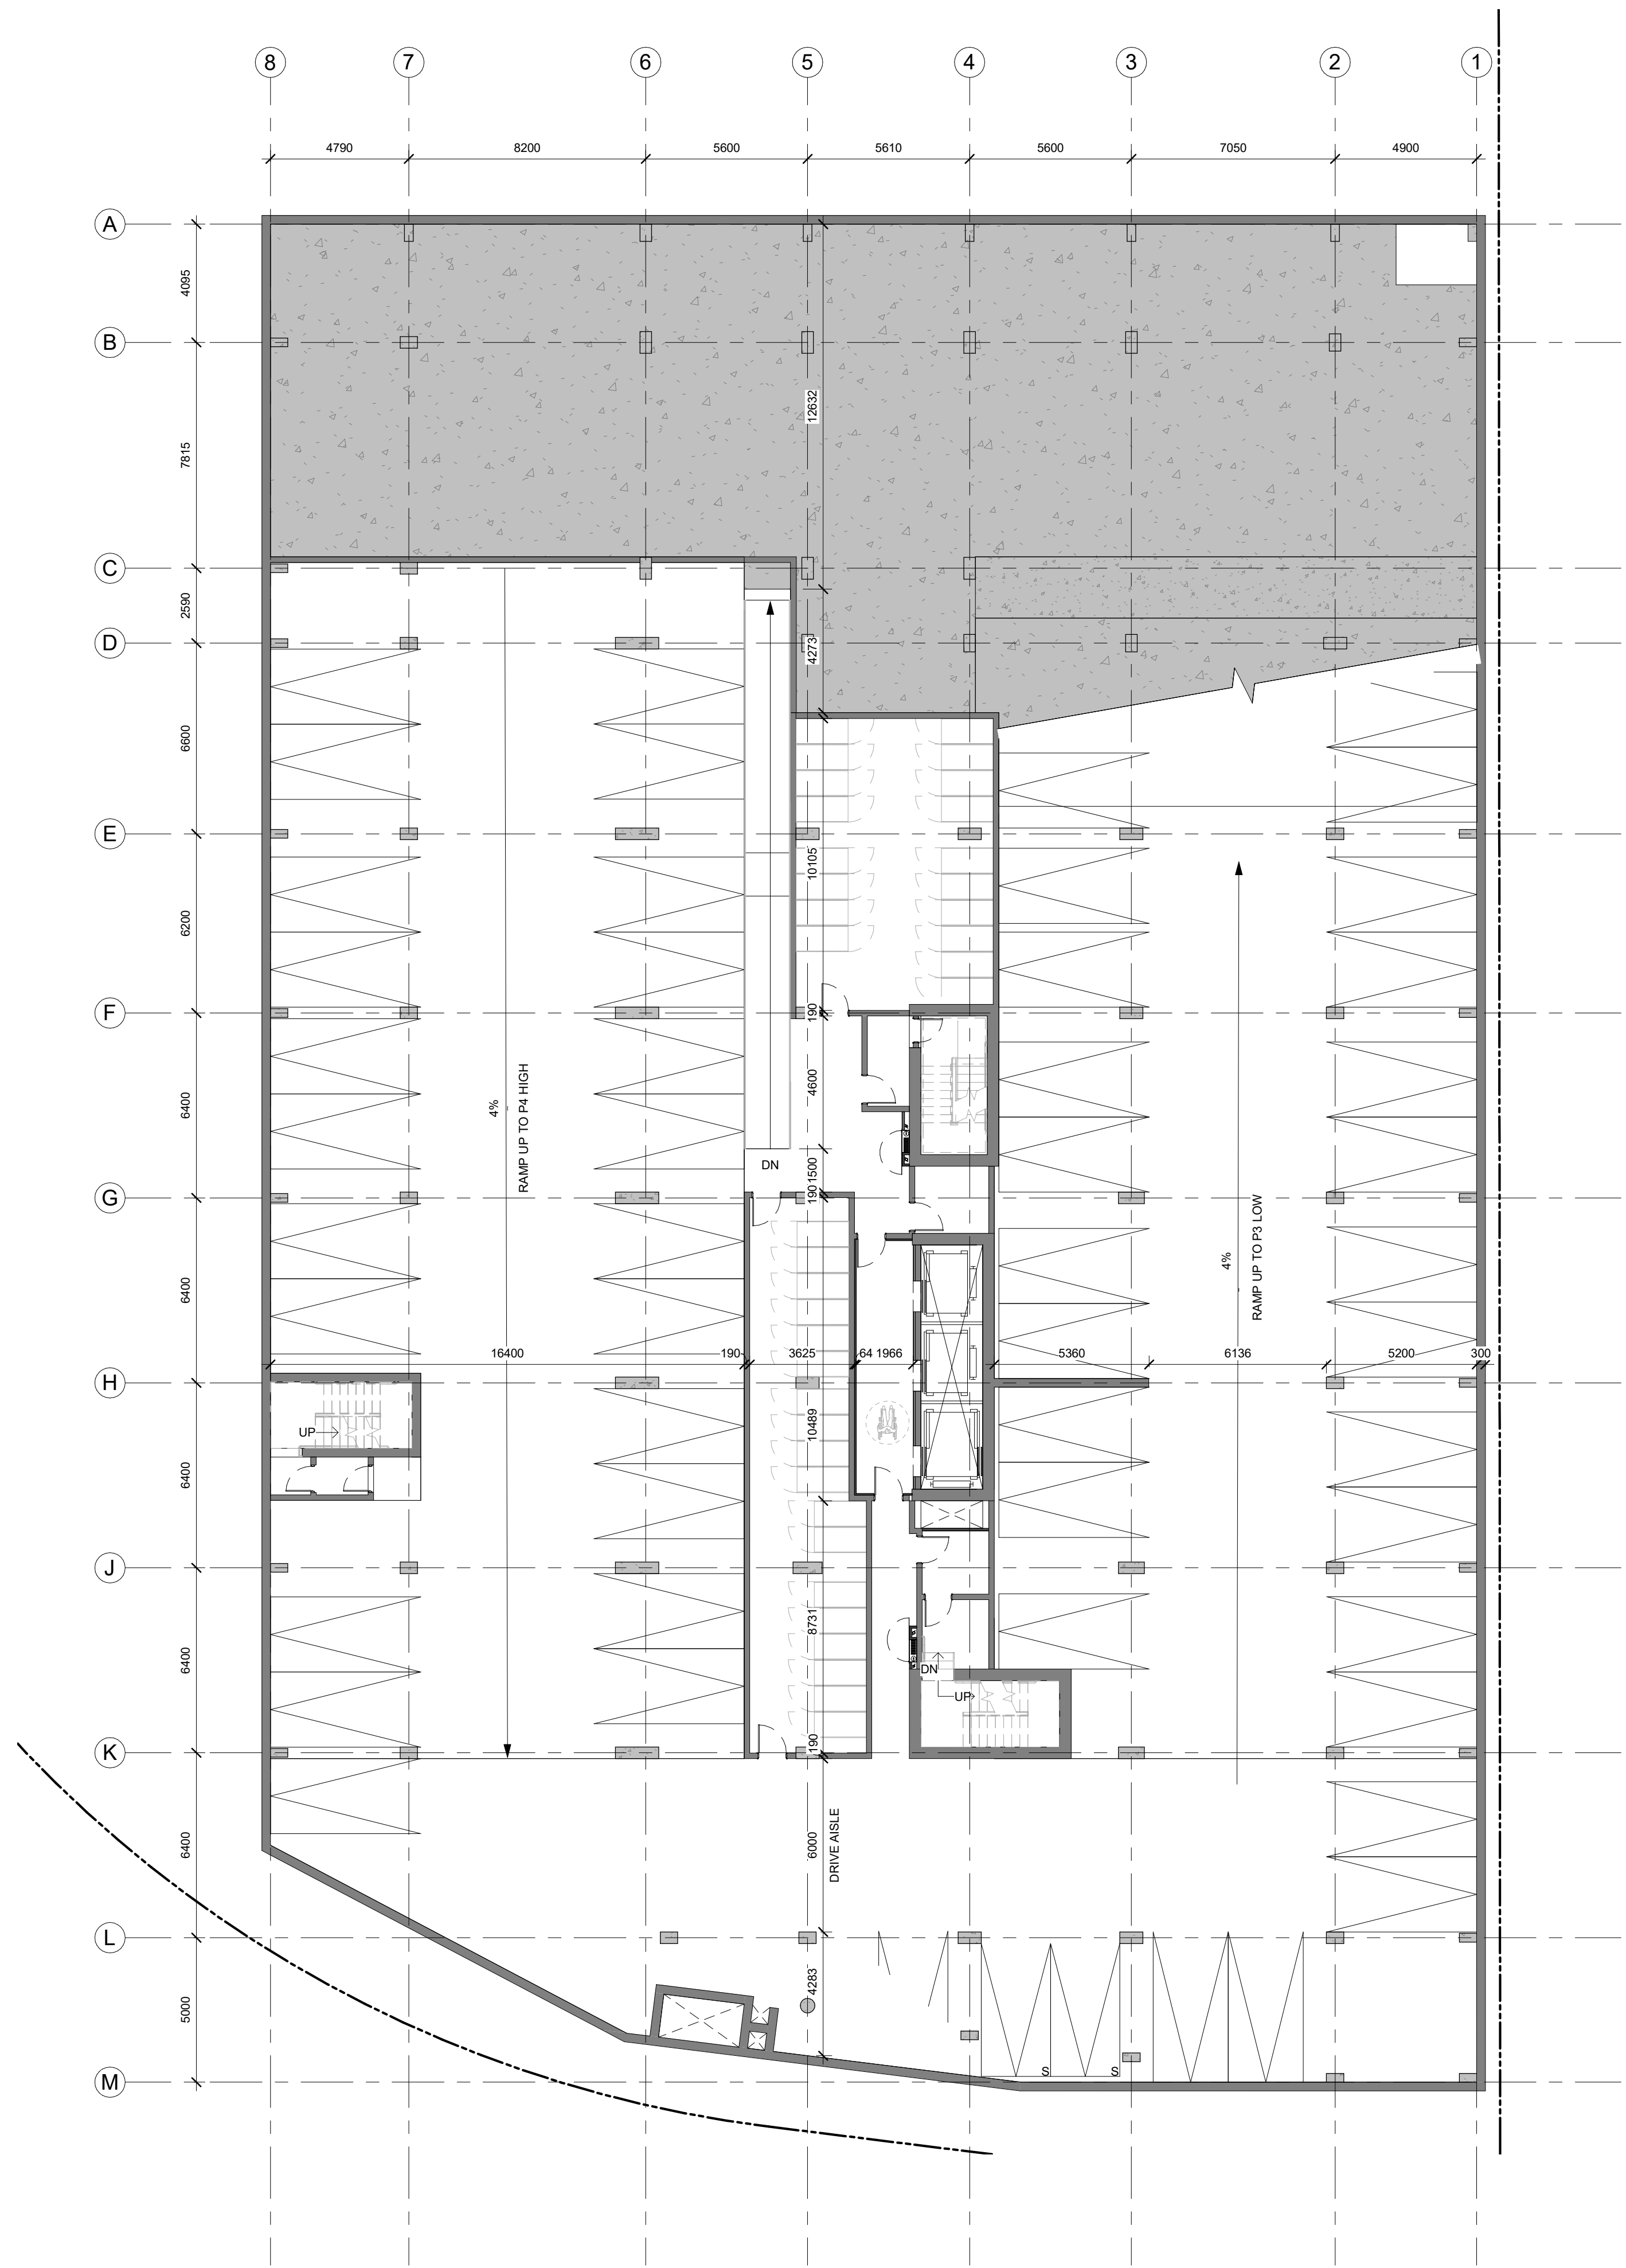 8 7 6 5 4 3 2 1
4790 8200 5600 5610 5600 7050 4900
A
4095
B
12632
7815
C
2590
D
4273
6600
E
10105
6200
F
190
4600
6400
4%
RAMP UP TO P4 HIGH
DN
1500
190
G
4%
RAMP UP TO P3 LOW
6400
16400 190 3625 64 1966 5360 6136 5200 300
H
10489
UP
6400
J
8731
6400
DN
UP
190
K
6400
6000
DRIVE AISLE
L
4283
5000
S S
M